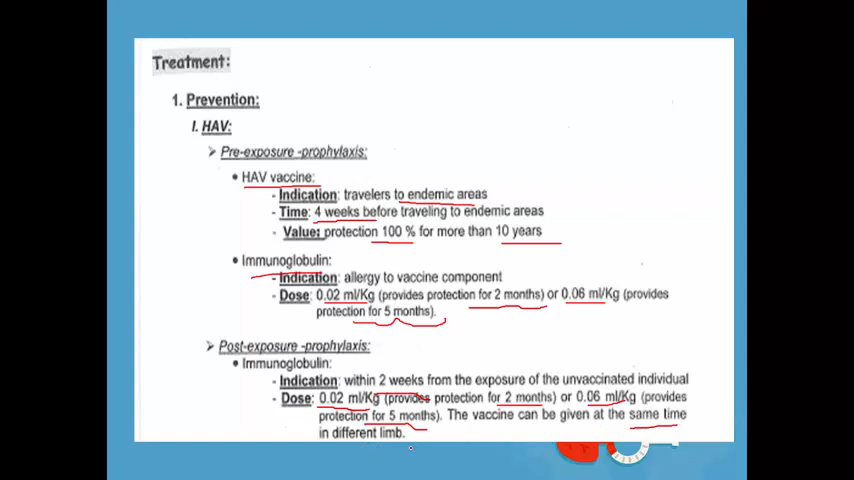 Treatment:
1. Prevention:
I. HAV:
➢ Pre-exposure -prophylaxis:
• HAV vaccine:
- Indication: travelers to endemic areas
- Time: 4 weeks before traveling to endemic areas
- Value: protection 100 % for more than 10 years
• Immunoglobulin:
- Indication: allergy to vaccine component
- Dose: 0.02 ml/Kg (provides protection for 2 months) or 0.06 ml/Kg (provides
protection for 5 months).
➢ Post-exposure -prophylaxis:
• Immunoglobulin:
- Indication: within 2 weeks from the exposure of the unvaccinated individual
- Dose: 0.02 ml/Kg (provides protection for 2 months) or 0.06 ml/Kg (provides
protection for 5 months). The vaccine can be given at the same time
in different limb.